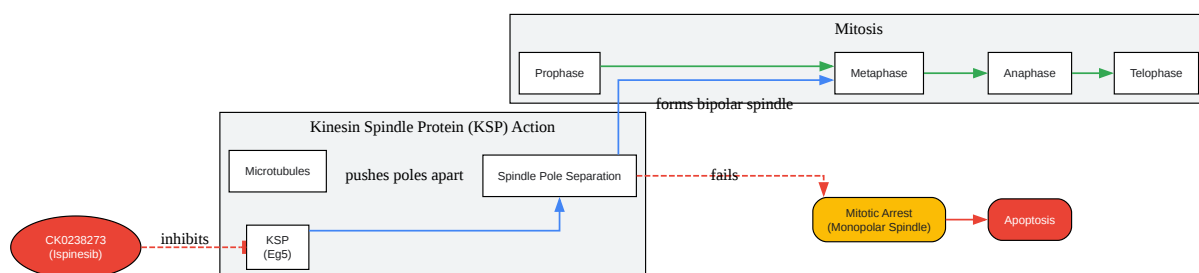 Mitosis
Prophase
Metaphase
Anaphase
Telophase
forms bipolar spindle
Kinesin Spindle Protein (KSP) Action
Microtubules
pushes poles apart
Spindle Pole Separation
fails
Mitotic Arrest
(Monopolar Spindle)
Apoptosis
CK0238273
(Ispinesib)
inhibits
KSP
(Eg5)